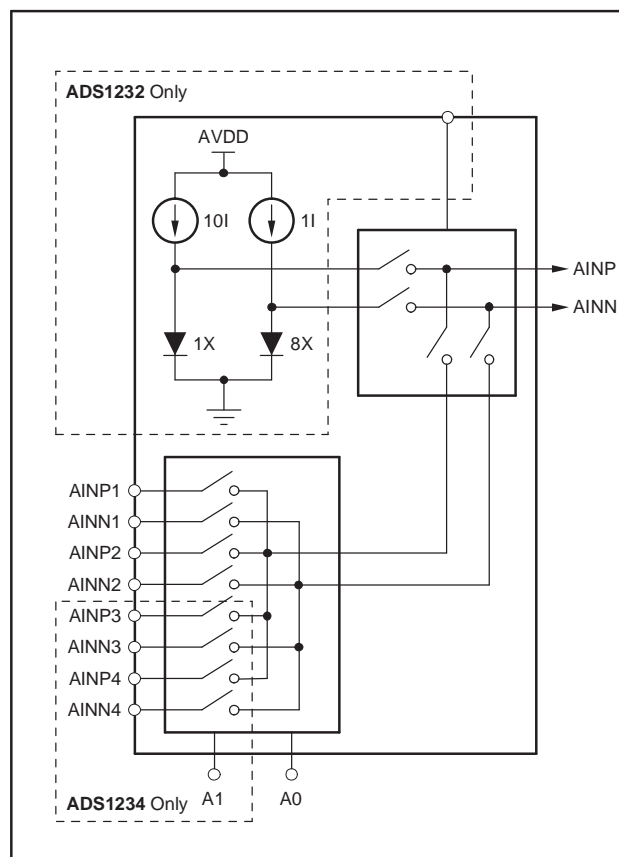 ADS1232 Only
AVDD
10I
1I
AINP
AINN
1X
8X
AINP1
AINN1
AINP2
AINN2
AINP3
AINN3
AINP4
AINN4
A1
A0
ADS1234 Only